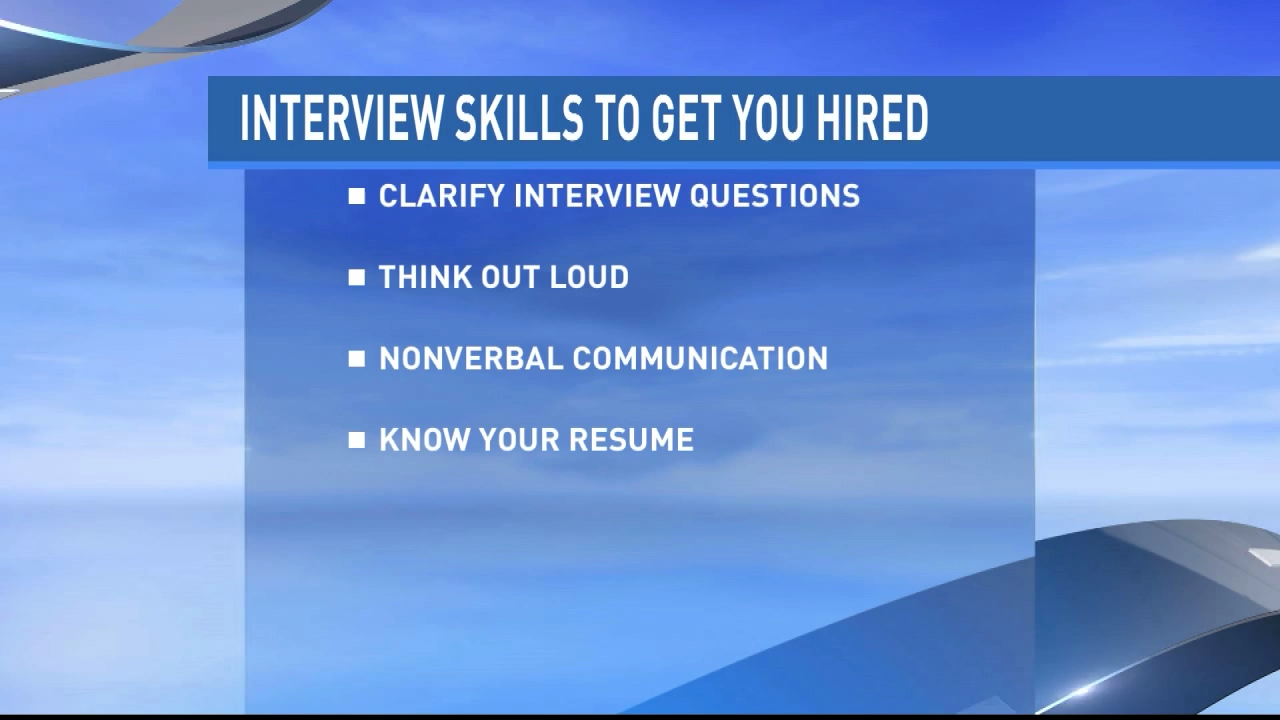 INTERVIEW SKILLS TO GET YOU HIRED
CLARIFY INTERVIEW QUESTIONS
THINK OUT LOUD
NONVERBAL COMMUNICATION
KNOW YOUR RESUME